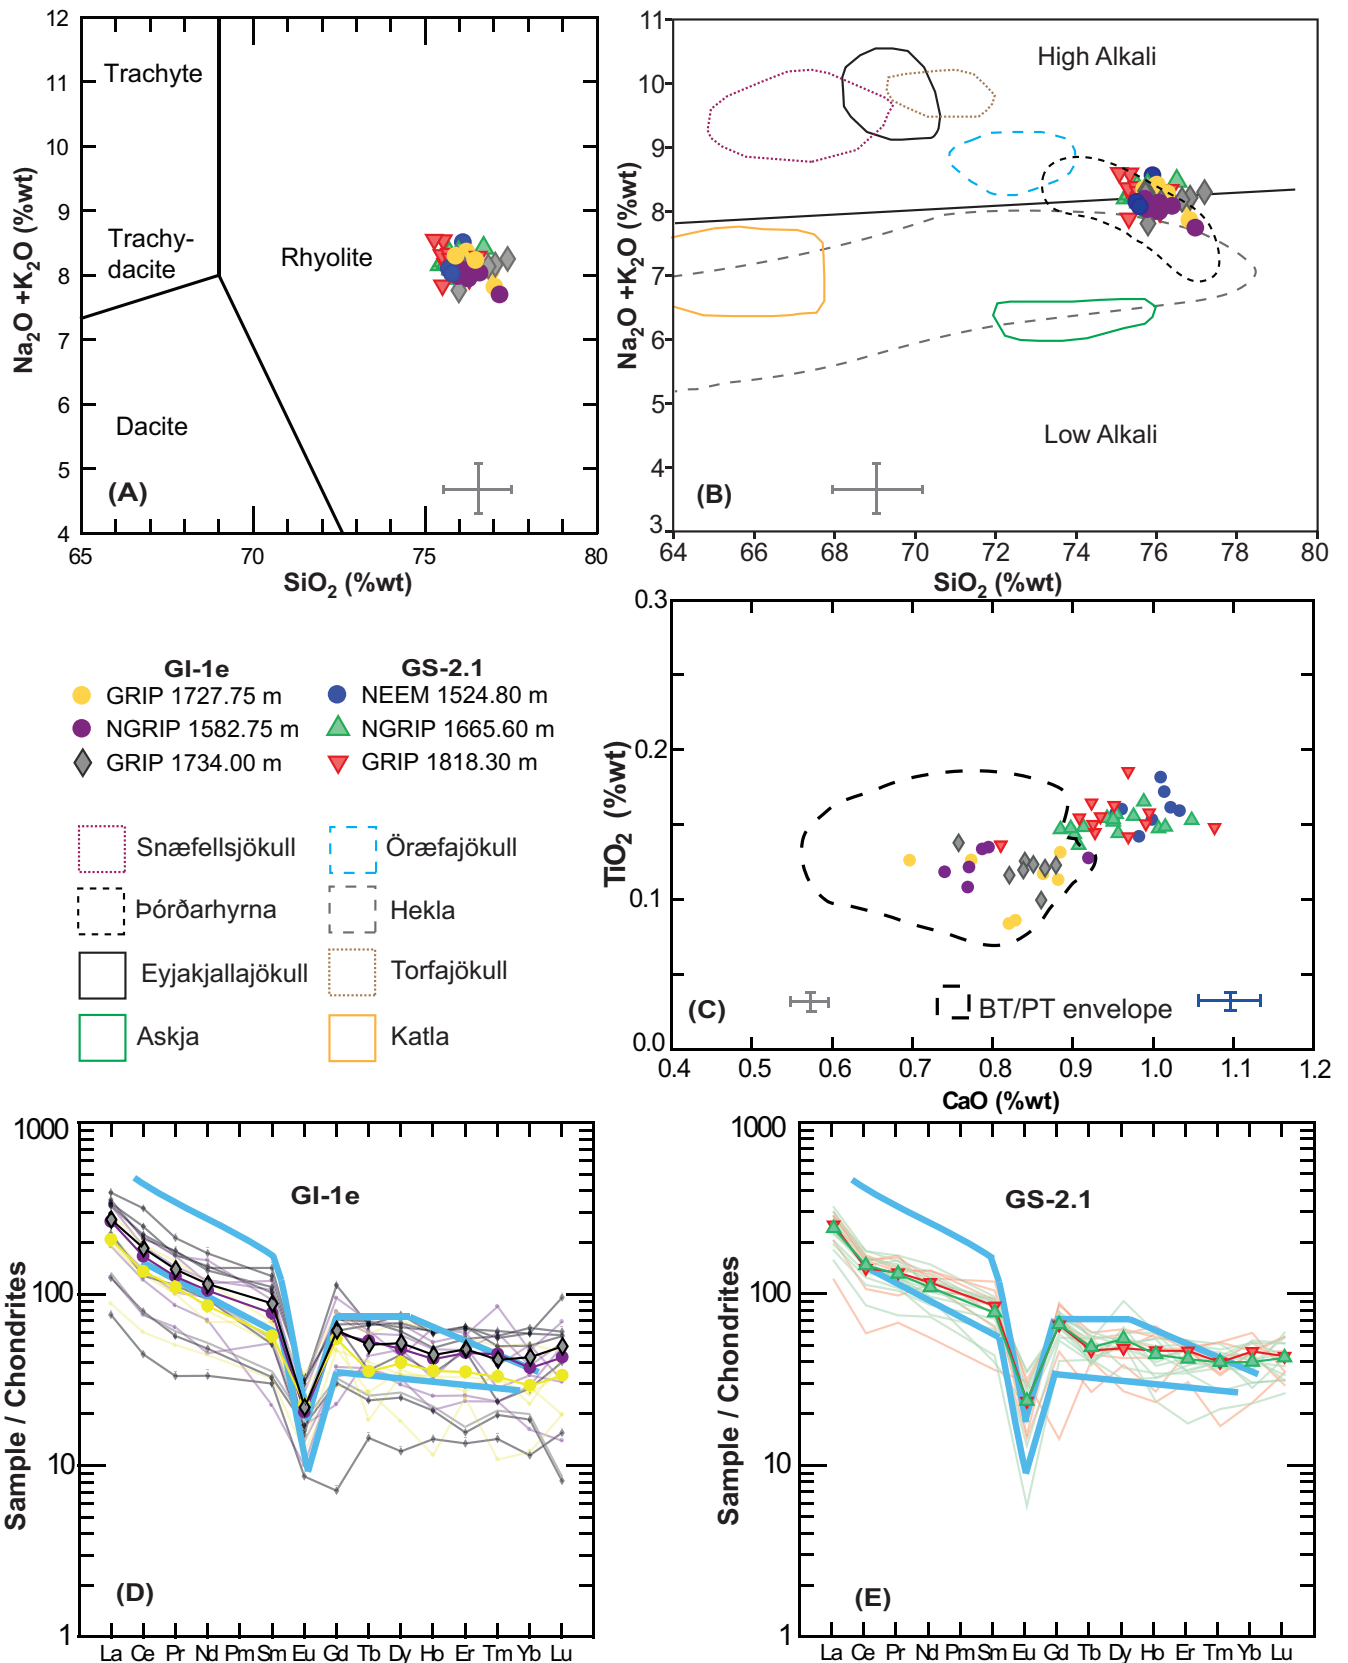 12
11
10
9
8
7
6
5
4
65
70
75
80
Na2O +K2O (%wt)
SiO2 (%wt)
Trachyte
Trachy-
dacite
Rhyolite
Dacite
(A)
11
10
9
8
7
6
5
4
3
64
66
68
70
72
74
76
78
80
Na2O +K2O (%wt)
SiO2 (%wt)
High Alkali
Low Alkali
(B)
GI-1e
GRIP 1727.75 m
NGRIP 1582.75 m
GRIP 1734.00 m
GS-2.1
NEEM 1524.80 m
NGRIP 1665.60 m
GRIP 1818.30 m
Snæfellsjökull
Öræfajökull
Þórðarhyrna
Hekla
Eyjakjallajökull
Torfajökull
Askja
Katla
0.3
0.2
0.1
0.0
0.4
0.5
0.6
0.7
0.8
0.9
1.0
1.1
1.2
TiO2 (%wt)
CaO (%wt)
(C)
BT/PT envelope
1000
100
10
1
Sample / Chondrites
GI-1e
(D)
La Ce Pr Nd Pm Sm Eu Gd Tb Dy Ho Er Tm Yb Lu
1000
100
10
1
Sample / Chondrites
GS-2.1
(E)
La Ce Pr Nd Pm Sm Eu Gd Tb Dy Ho Er Tm Yb Lu